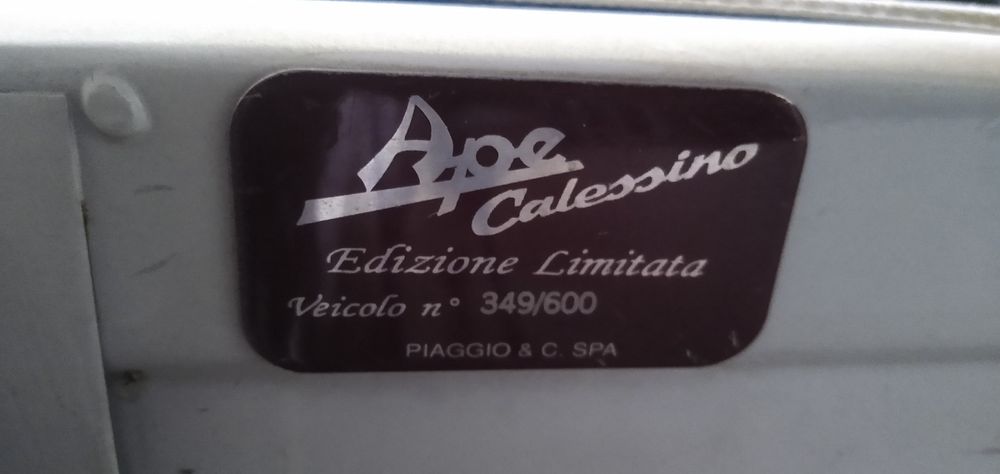 Ape
Calessino
Edizione Limitata
Veicolo n° 349/600
PIAGGIO & C. SPA